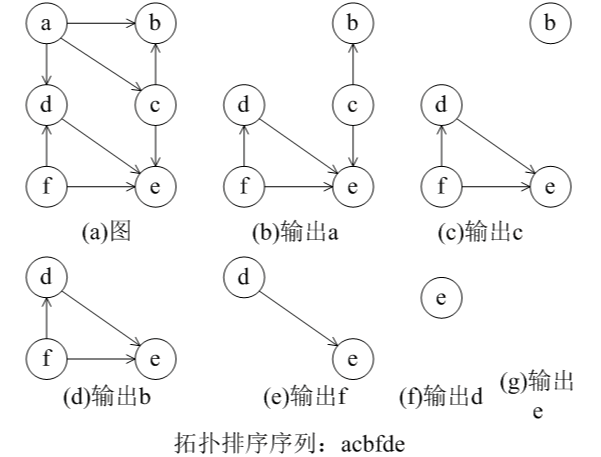 a b b b
d c d c d
f e f e f e
(a)图 (b)输出a (c)输出c
d d e
f e e
(d)输出b (e)输出f (f)输出d (g)输出
e
拓扑排序序列：acbfde